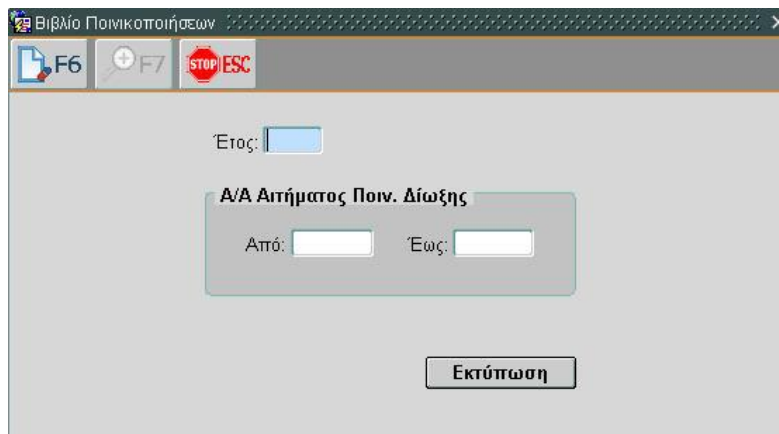 Βιβλίο Ποινικοποιήσεων
F6 F7 STOP ESC
Έτος:
Α/Α Αιτήματος Ποιν. Δίωξης
Από: Έως:
Εκτύπωση